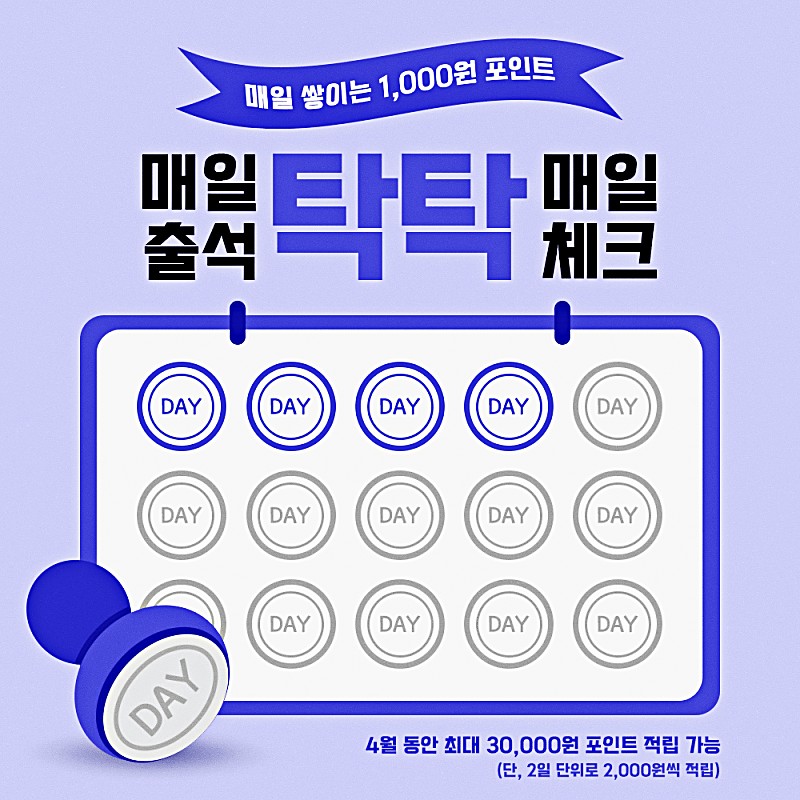 매일 쌓이는 1,000원 포인트
매일 출석 탁탁 매일 체크
DAY DAY DAY DAY DAY
DAY DAY DAY DAY DAY
DAY DAY DAY DAY
DAY
4월 동안 최대 30,000원 포인트 적립 가능
(단, 2일 단위로 2,000원씩 적립)